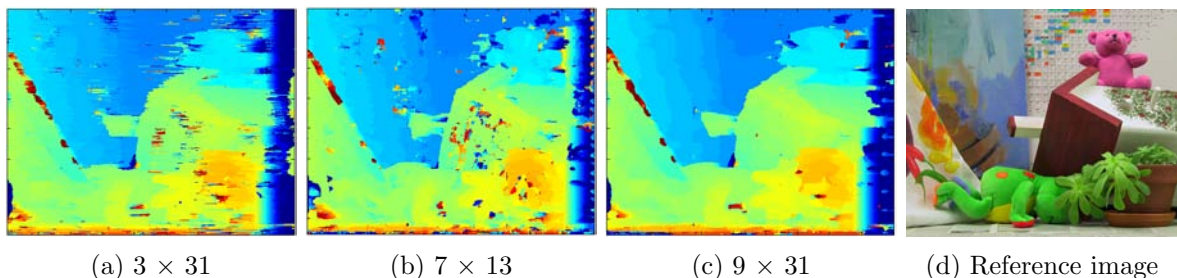 (a) 3 × 31
(b) 7 × 13
(c) 9 × 31
(d) Reference image